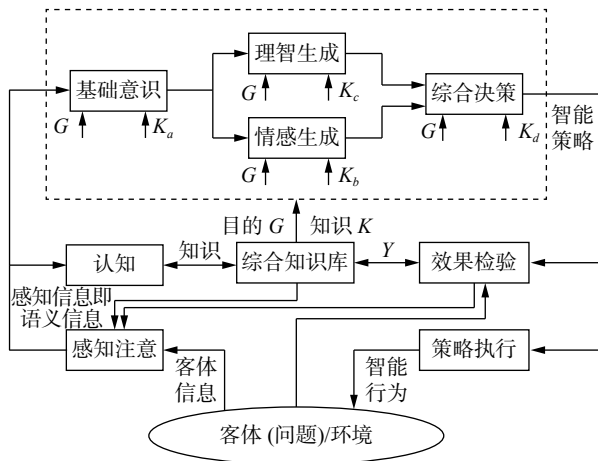 理智生成
G
K_c
基础意识
G
K_a
综合决策
G
K_d
智能
策略
情感生成
G
K_b
目的 G
知识 K
认知
知识
综合知识库
Y
效果检验
感知信息即
语义信息
感知注意
客体
信息
智能
行为
策略执行
客体 (问题)/环境